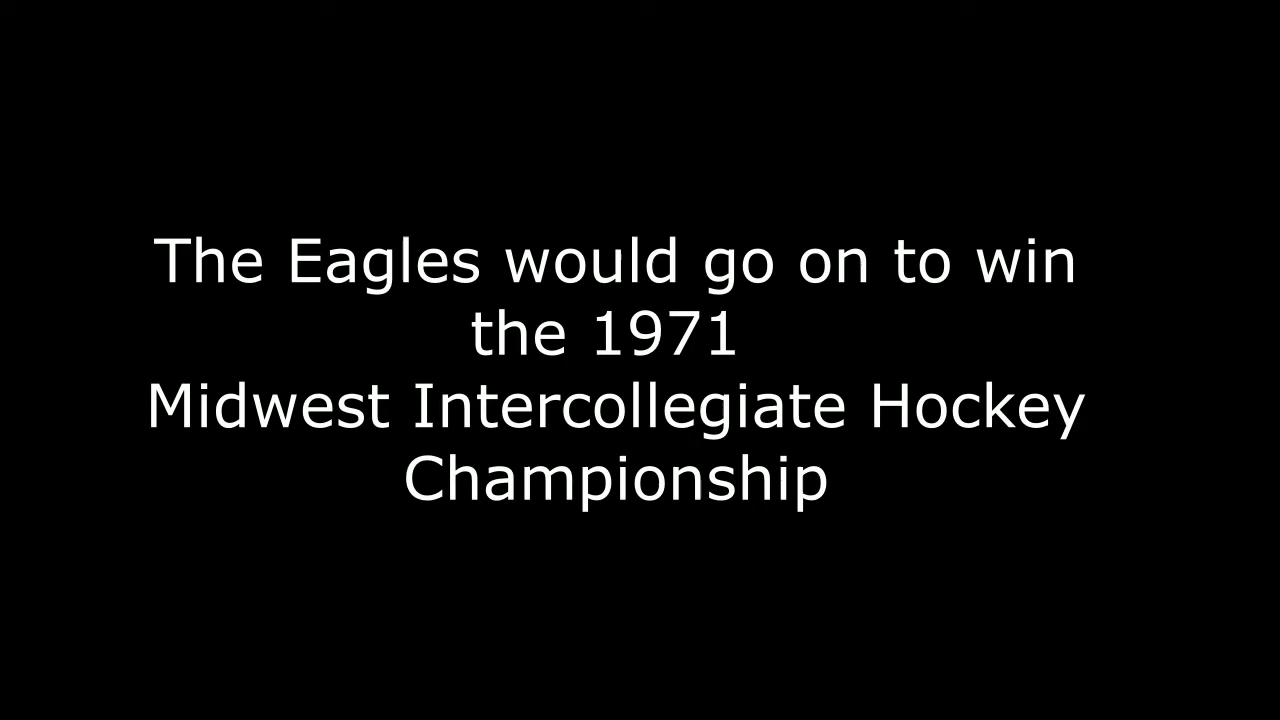 The Eagles would go on to win
the 1971
Midwest Intercollegiate Hockey
Championship